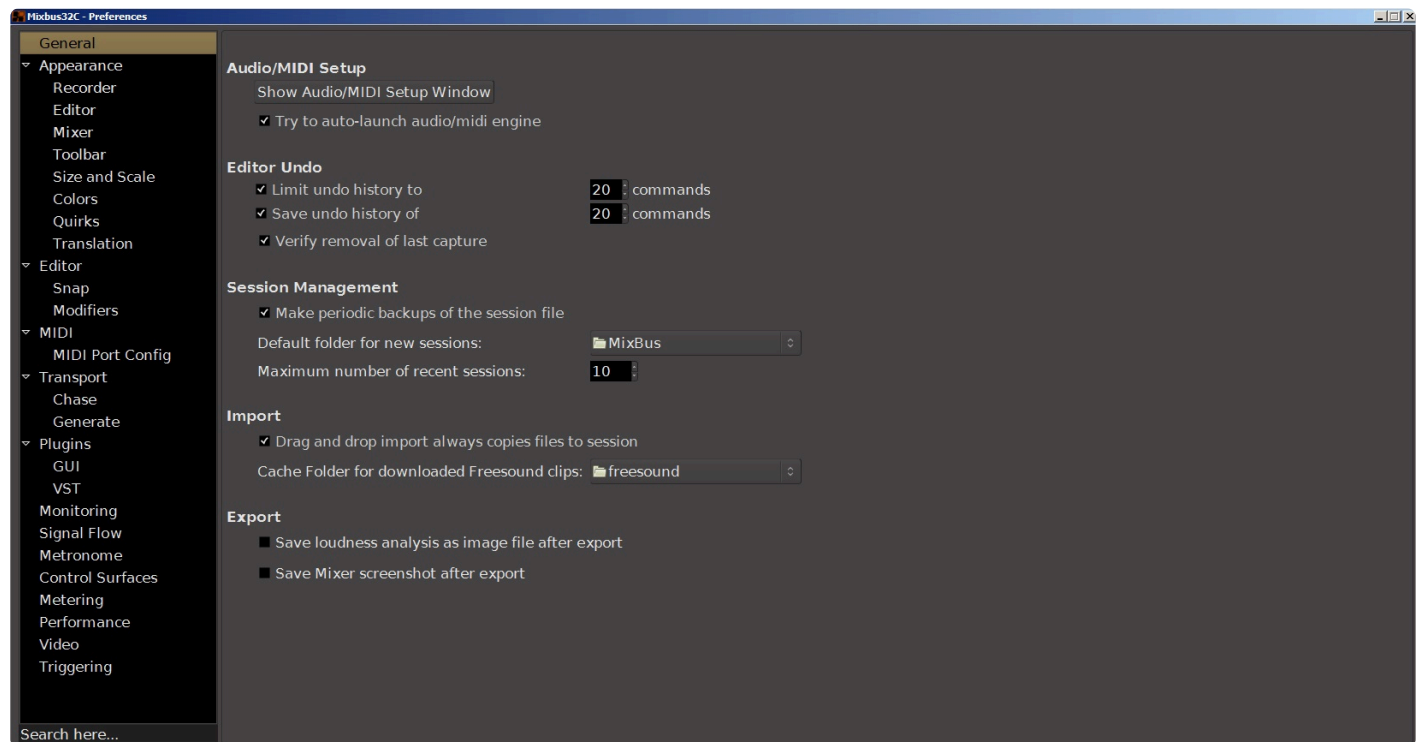 Mixbus32C - Preferences
General
Appearance
Recorder
Editor
Mixer
Toolbar
Size and Scale
Colors
Quirks
Translation
Editor
Snap
Modifiers
MIDI
MIDI Port Config
Transport
Chase
Generate
Plugins
GUI
VST
Monitoring
Signal Flow
Metronome
Control Surfaces
Metering
Performance
Video
Triggering
Search here...
Audio/MIDI Setup
Show Audio/MIDI Setup Window
Try to auto-launch audio/midi engine
Editor Undo
Limit undo history to 20 commands
Save undo history of 20 commands
Verify removal of last capture
Session Management
Make periodic backups of the session file
Default folder for new sessions: MixBus
Maximum number of recent sessions: 10
Import
Drag and drop import always copies files to session
Cache Folder for downloaded Freesound clips: freesound
Export
Save loudness analysis as image file after export
Save Mixer screenshot after export